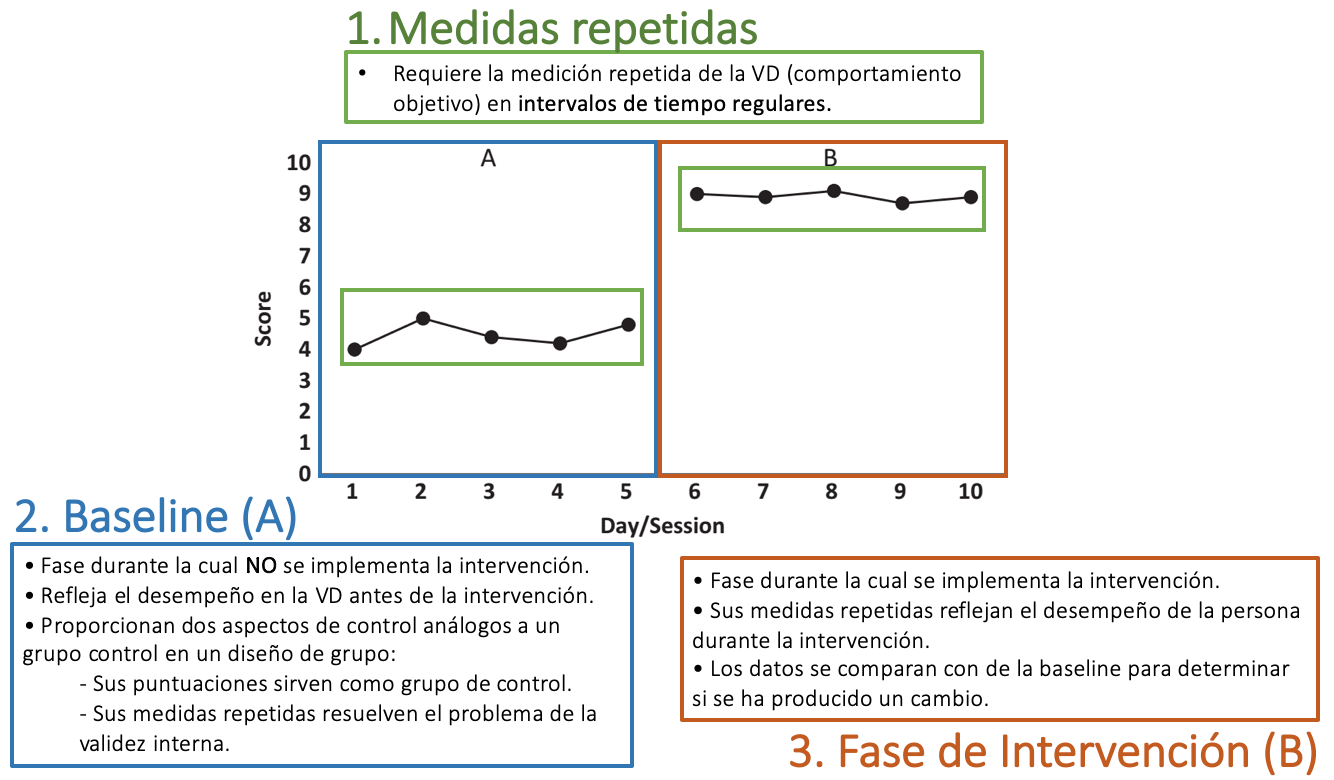 1. Medidas repetidas
• Requiere la medición repetida de la VD (comportamiento
objetivo) en intervalos de tiempo regulares.
A
B
10
9
8
7
6
5
4
3
2
1
0
Score
1 2 3 4 5 6 7 8 9 10
Day/Session
2. Baseline (A)
• Fase durante la cual NO se implementa la intervención.
• Refleja el desempeño en la VD antes de la intervención.
• Proporcionan dos aspectos de control análogos a un
grupo control en un diseño de grupo:
- Sus puntuaciones sirven como grupo de control.
- Sus medidas repetidas resuelven el problema de la
validez interna.
• Fase durante la cual se implementa la intervención.
• Sus medidas repetidas reflejan el desempeño de la persona
durante la intervención.
• Los datos se comparan con de la baseline para determinar
si se ha producido un cambio.
3. Fase de Intervención (B)